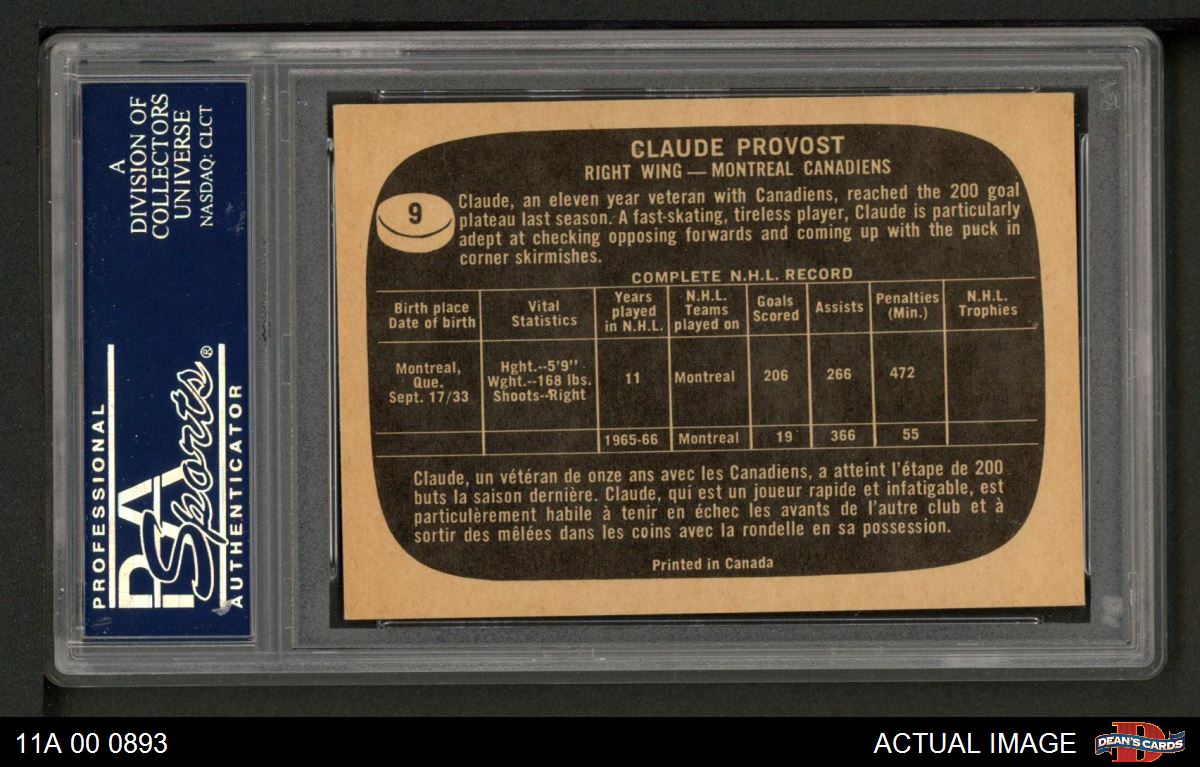 A
DIVISION OF
COLLECTORS
UNIVERSE
NASDAQ: CLCT
PROFESSIONAL
PSA
Sports®
AUTHENTICATOR
CLAUDE PROVOST
RIGHT WING — MONTREAL CANADIENS
9
Claude, an eleven year veteran with Canadiens, reached the 200 goal
plateau last season. A fast-skating, tireless player, Claude is particularly
adept at checking opposing forwards and coming up with the puck in
corner skirmishes.
COMPLETE N.H.L. RECORD
Birth place Date of birth Vital Statistics Years played in N.H.L. N.H.L. Teams played on Goals Scored Assists Penalties (Min.) N.H.L. Trophies
Montreal, Que. Sept. 17/33 Hght.--5'9'' Wght.--168 lbs. Shoots--Right 11 Montreal 206 266 472
1965-66 Montreal 19 366 55
Claude, un vétéran de onze ans avec les Canadiens, a atteint l'étape de 200
buts la saison dernière. Claude, qui est un joueur rapide et infatigable, est
particulèrement habile à tenir en échec les avants de l'autre club et à
sortir des mêlées dans les coins avec la rondelle en sa possession.
Printed in Canada
11A 00 0893
ACTUAL IMAGE
D
DEAN'S CARDS